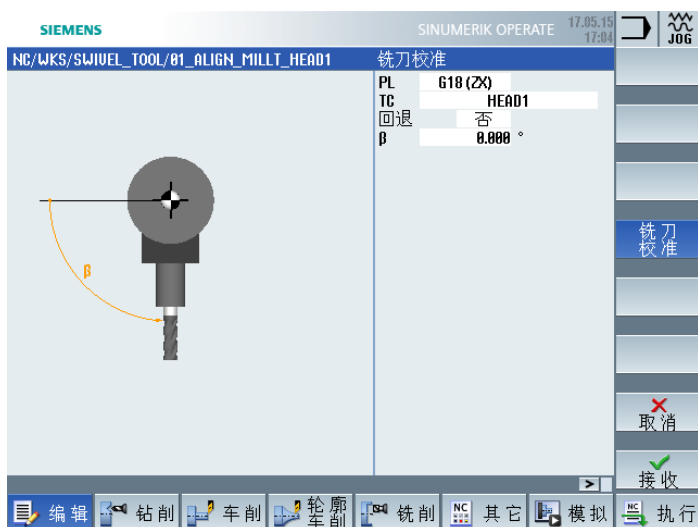 SIEMENS
SINUMERIK OPERATE
17.05.15
17:04
JOG
NC/WKS/SWIVEL_TOOL/01_ALIGN_MILLT_HEAD1
铣刀校准
PL G18(ZX)
TC HEAD1
回退 否
β 0.000 °
β
铣刀
校准
取消
接收
编辑
钻削
车削
轮廓
车削
铣削
NC
其它
模拟
NC
执行